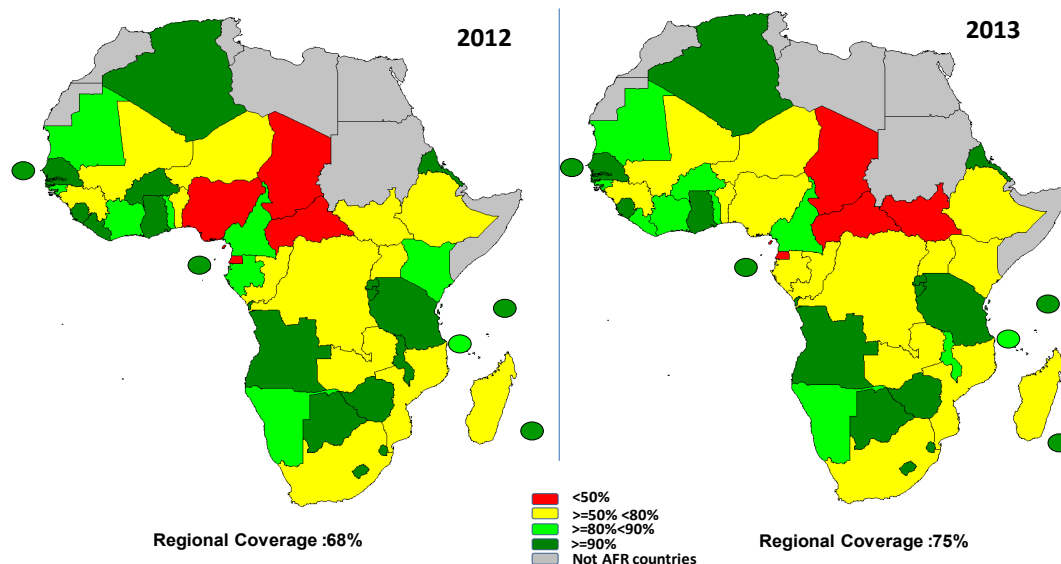 2012
2013
<50%
>=50% <80%
>=80%<90%
>=90%
Not AFR countries
Regional Coverage :68%
Regional Coverage :75%